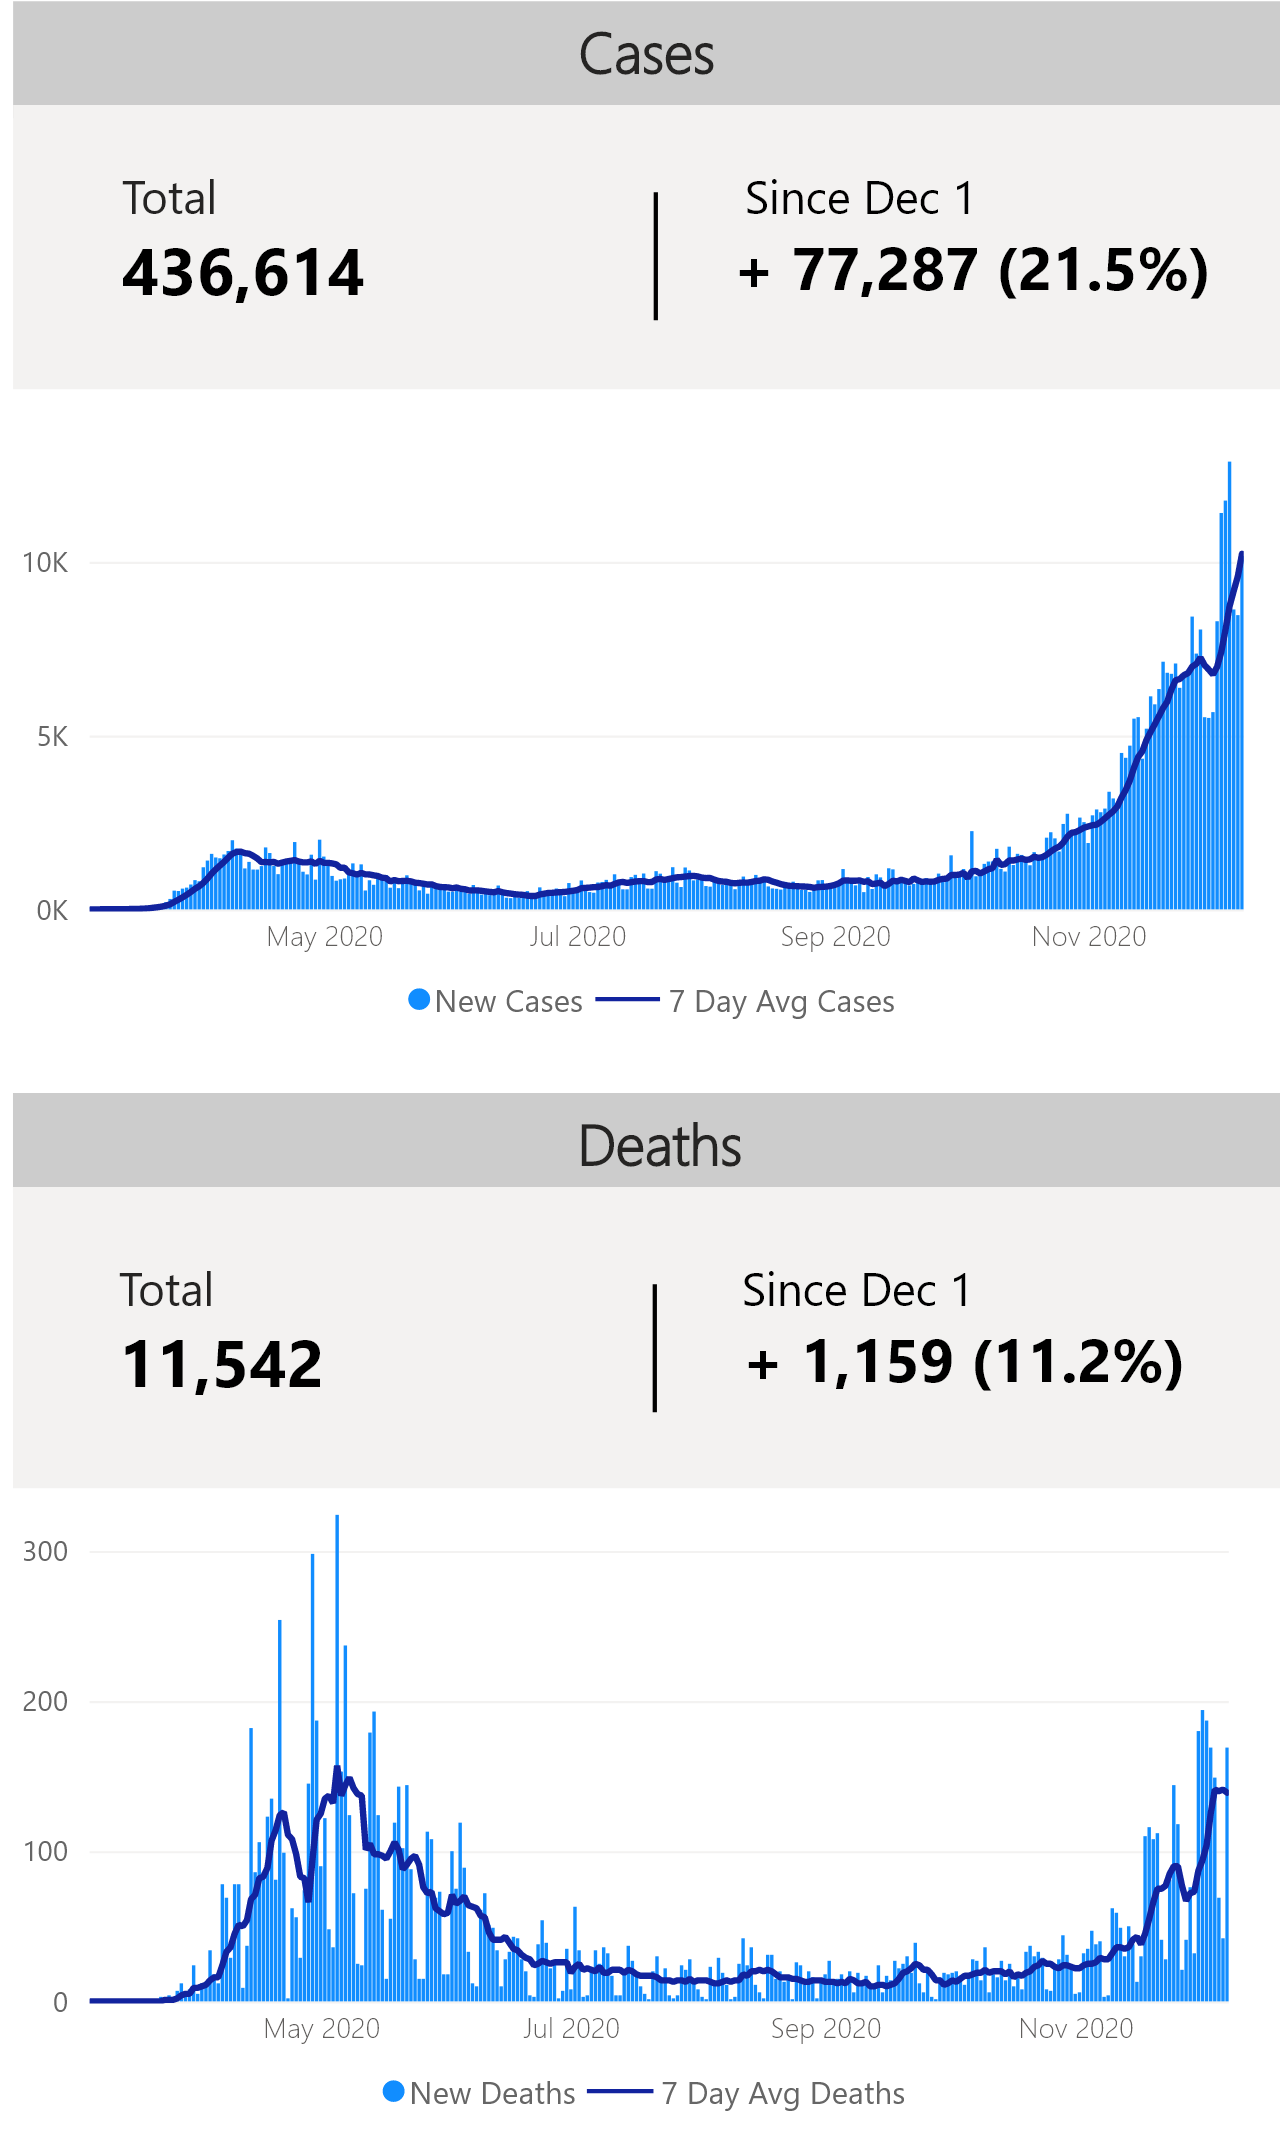 Cases
Total
Since Dec 1
436,614
+ 77,287 (21.5%)
10K
5K
0K
May 2020
Jul 2020
Sep 2020
Nov 2020
New Cases
7 Day Avg Cases
Deaths
Total
Since Dec 1
11,542
+ 1,159 (11.2%)
300
200
100
0
May 2020
Jul 2020
Sep 2020
Nov 2020
New Deaths
7 Day Avg Deaths